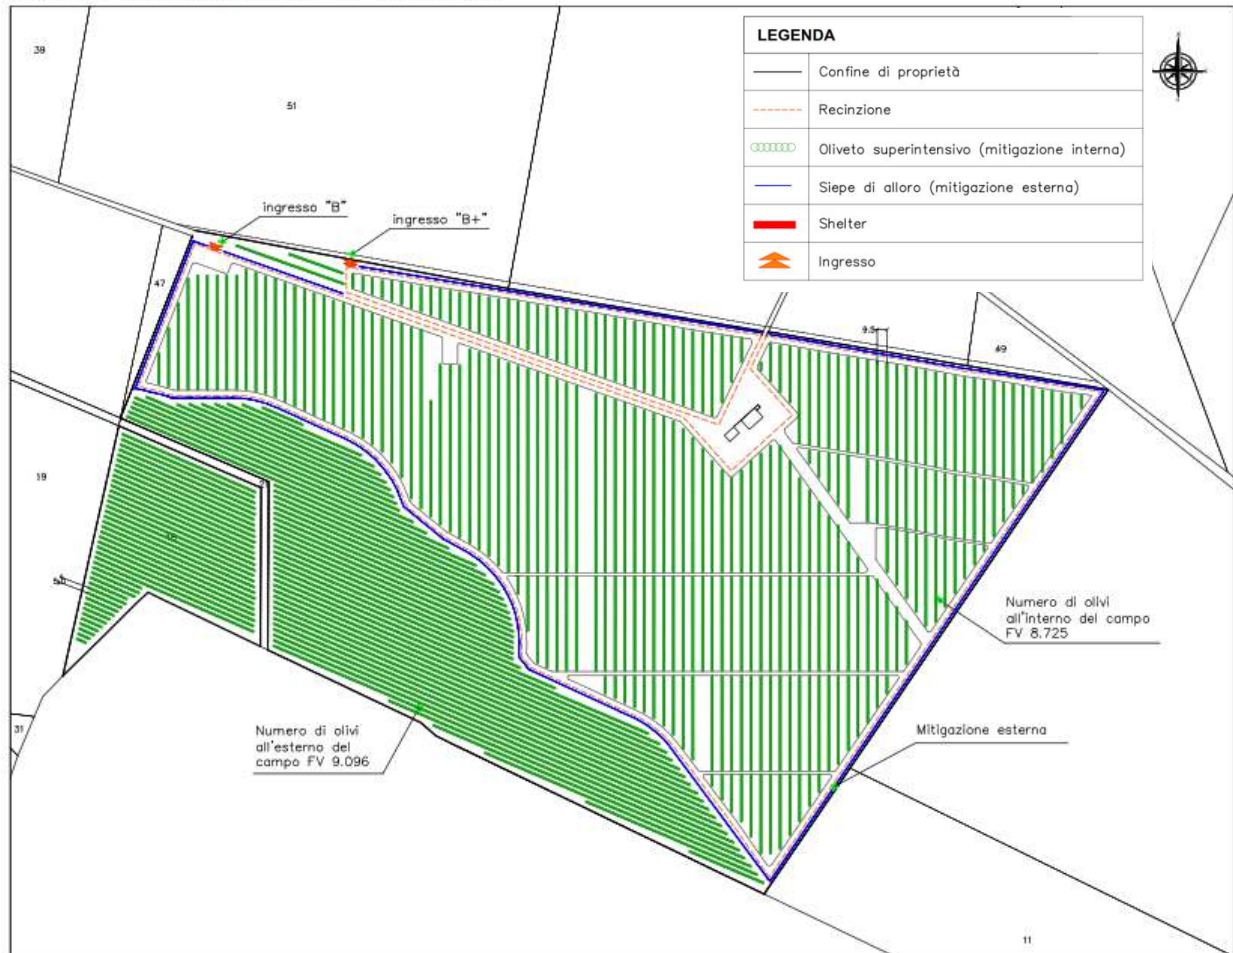 LEGENDA
Confine di proprietà
Recinzione
Oliveto superintensivo (mitigazione interna)
Siepe di alloro (mitigazione esterna)
Shelter
Ingresso
38
51
ingresso "B"
ingresso "B+"
47
9.5
49
Numero di olivi
all'interno del campo
FV 8.725
31
Numero di olivi
all'esterno del
campo FV 9.096
Mitigazione esterna
11